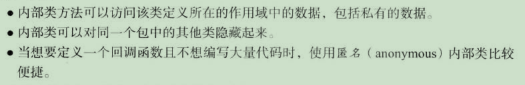 ● 内部类方法可以访问该类定义所在的作用域中的数据，包括私有的数据。
● 内部类可以对同一个包中的其他类隐藏起来。
● 当想要定义一个回调函数且不想编写大量代码时，使用匿名（anonymous）内部类比较
便捷。